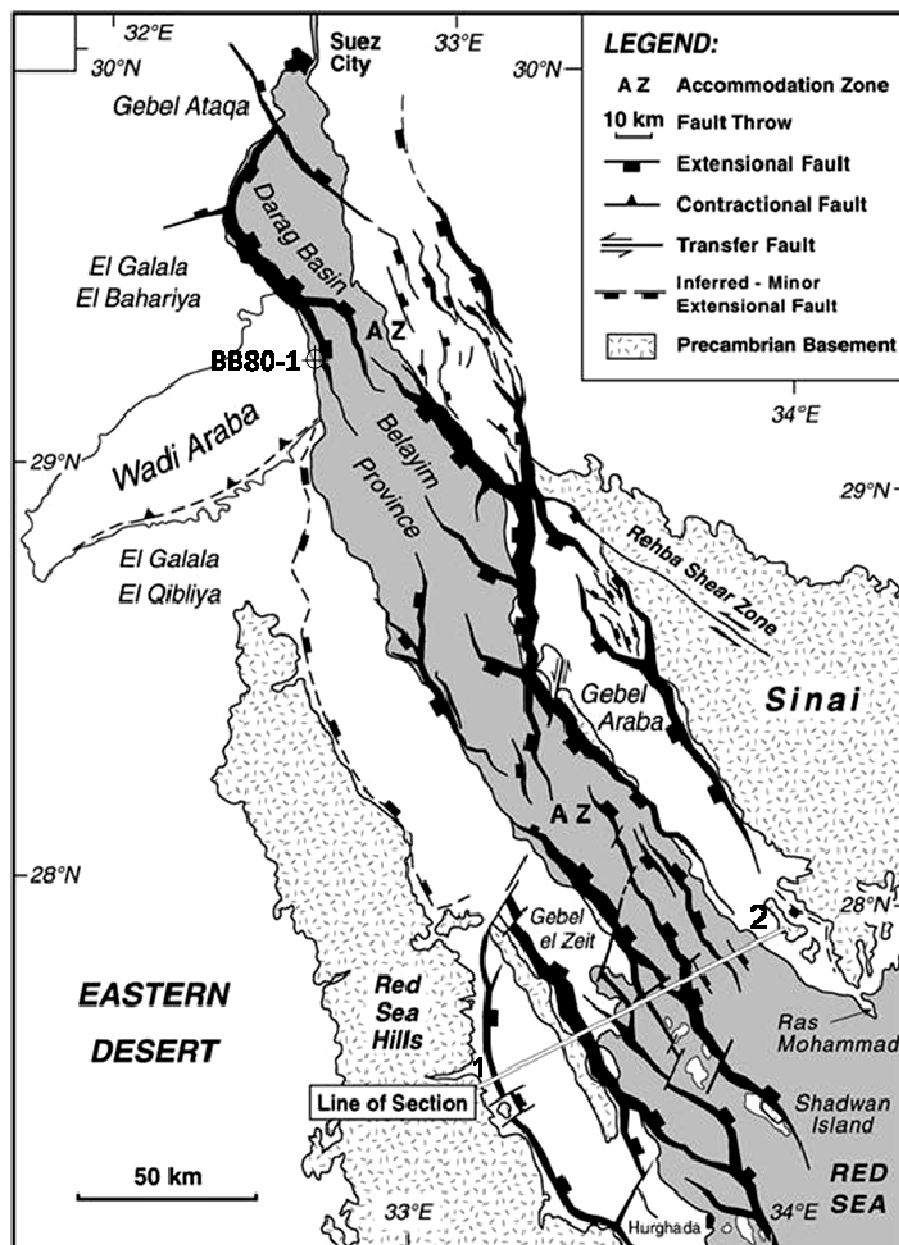 32°E
Suez
City
33°E
30°N
30°N
LEGEND:
A Z Accommodation Zone
10 km Fault Throw
Extensional Fault
Contractional Fault
Transfer Fault
Inferred - Minor
Extensional Fault
Precambrian Basement
Gebel Ataqa
Darag Basin
El Galala
El Bahariya
A Z
BB80-1
34°E
Wadi Araba
Belayim
Province
29°N
29°N
Rehba Shear Zone
El Galala
El Qibliya
Gebel
Araba
Sinai
A Z
28°N
2
28°N
Gebel
el Zeit
EASTERN
DESERT
Red
Sea
Hills
Ras
Mohammad
1
Line of Section
Shadwan
Island
50 km
RED
SEA
33°E
34°E
Hurghada